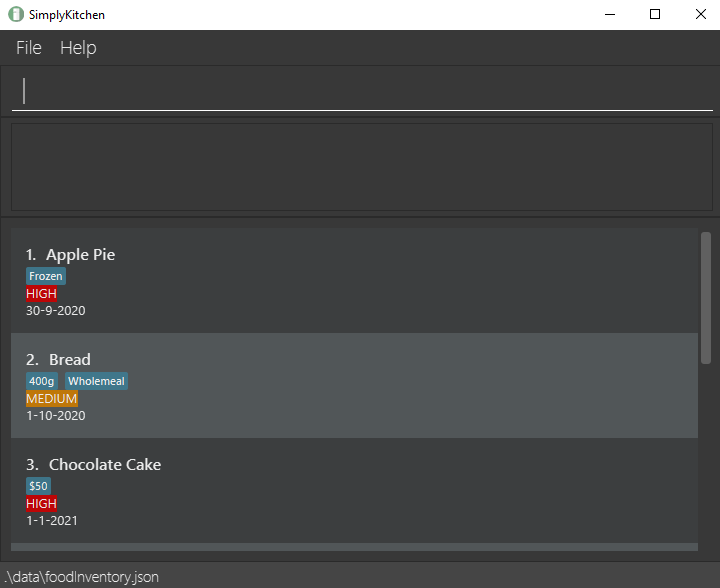 SimplyKitchen
File Help
1. Apple Pie
Frozen
HIGH
30-9-2020
2. Bread
400g Wholemeal
MEDIUM
1-10-2020
3. Chocolate Cake
$50
HIGH
1-1-2021
.\data\foodInventory.json